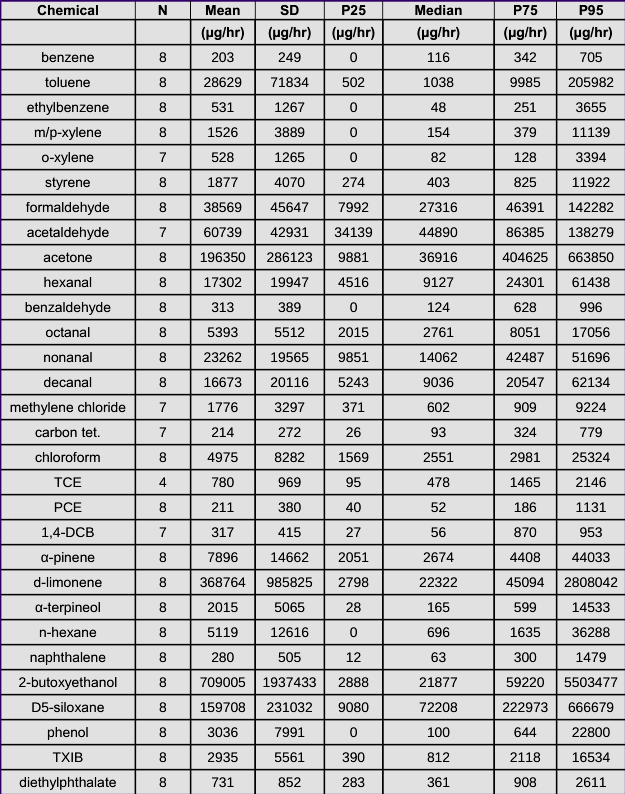 Chemical N Mean SD P25 Median P75 P95
(µg/hr) (µg/hr) (µg/hr) (µg/hr) (µg/hr) (µg/hr)
benzene 8 203 249 0 116 342 705
toluene 8 28629 71834 502 1038 9985 205982
ethylbenzene 8 531 1267 0 48 251 3655
m/p-xylene 8 1526 3889 0 154 379 11139
o-xylene 7 528 1265 0 82 128 3394
styrene 8 1877 4070 274 403 825 11922
formaldehyde 8 38569 45647 7992 27316 46391 142282
acetaldehyde 7 60739 42931 34139 44890 86385 138279
acetone 8 196350 286123 9881 36916 404625 663850
hexanal 8 17302 19947 4516 9127 24301 61438
benzaldehyde 8 313 389 0 124 628 996
octanal 8 5393 5512 2015 2761 8051 17056
nonanal 8 23262 19565 9851 14062 42487 51696
decanal 8 16673 20116 5243 9036 20547 62134
methylene chloride 7 1776 3297 371 602 909 9224
carbon tet. 7 214 272 26 93 324 779
chloroform 8 4975 8282 1569 2551 2981 25324
TCE 4 780 969 95 478 1465 2146
PCE 8 211 380 40 52 186 1131
1,4-DCB 7 317 415 27 56 870 953
α-pinene 8 7896 14662 2051 2674 4408 44033
d-limonene 8 368764 985825 2798 22322 45094 2808042
α-terpineol 8 2015 5065 28 165 599 14533
n-hexane 8 5119 12616 0 696 1635 36288
naphthalene 8 280 505 12 63 300 1479
2-butoxyethanol 8 709005 1937433 2888 21877 59220 5503477
D5-siloxane 8 159708 231032 9080 72208 222973 666679
phenol 8 3036 7991 0 100 644 22800
TXIB 8 2935 5561 390 812 2118 16534
diethylphthalate 8 731 852 283 361 908 2611